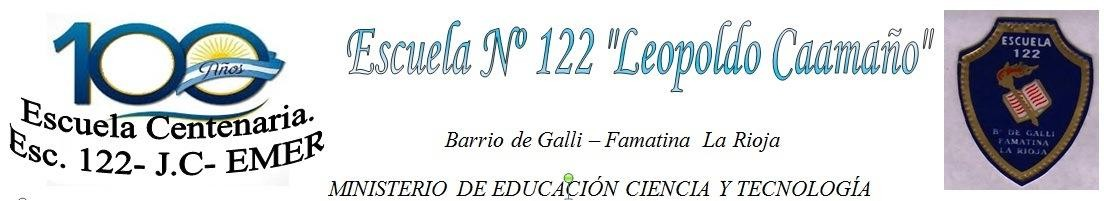 100
Años
Escuela Centenaria.
Esc. 122- J.C- EMER
Escuela Nº 122 "Leopoldo Caamaño"
Barrio de Galli – Famatina La Rioja
MINISTERIO DE EDUCACIÓN CIENCIA Y TECNOLOGÍA
ESCUELA
122
Bº DE GALLI
FAMATINA
LA RIOJA